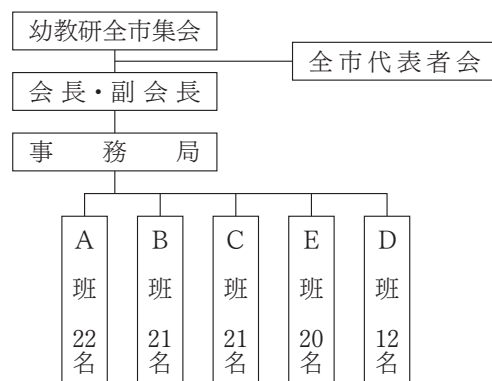 幼教研全市集会
全市代表者会
会長・副会長
事務局
A班 22名
B班 21名
C班 21名
E班 20名
D班 12名